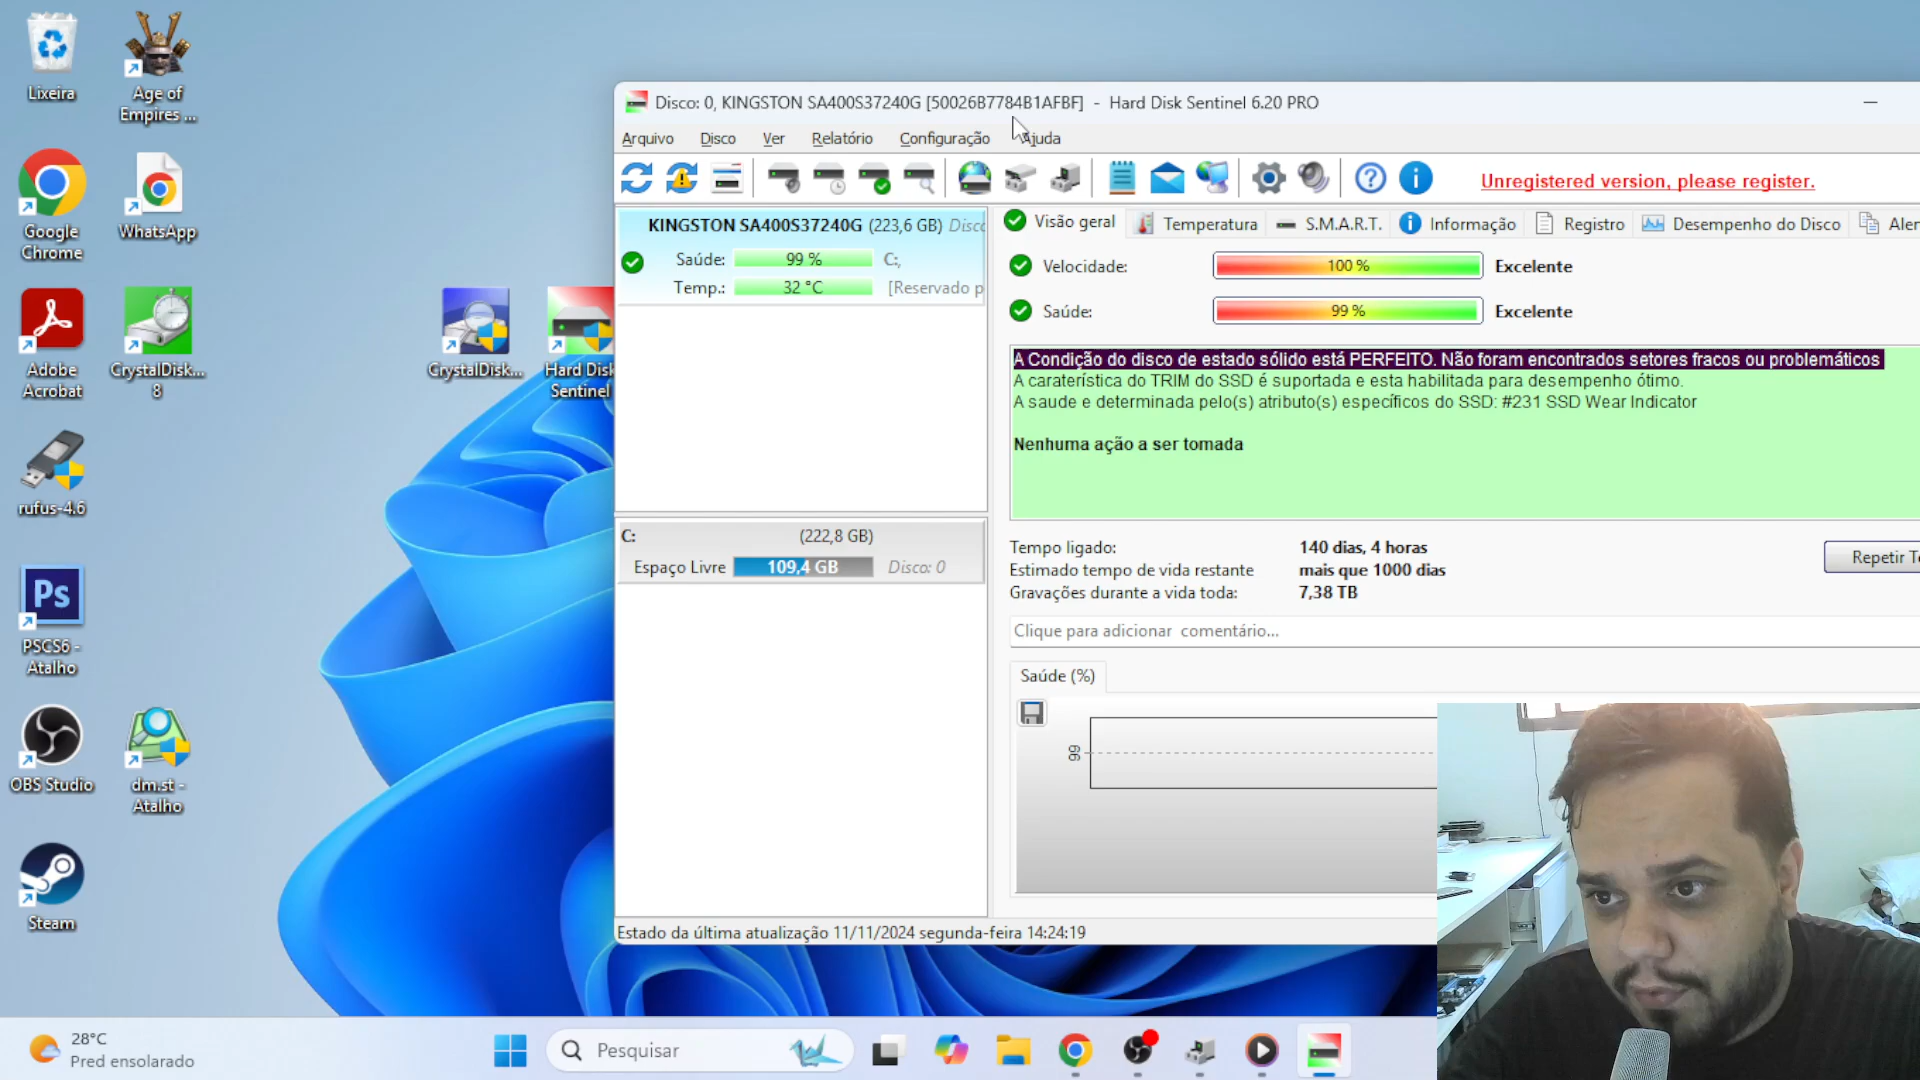 Lixeira
Age of
Empires ...
Google
Chrome
WhatsApp
Adobe
Acrobat
CrystalDisk...
8
CrystalDisk...
Hard Disk
Sentinel
rufus-4.6
Ps
PSCS6 -
Atalho
OBS Studio
dm.st -
Atalho
Steam
Disco: 0, KINGSTON SA400S37240G [50026B7784B1AFBF] - Hard Disk Sentinel 6.20 PRO
Arquivo Disco Ver Relatório Configuração Ajuda
Unregistered version, please register.
KINGSTON SA400S37240G (223,6 GB) Disco
Saúde: 99 % C:,
Temp.: 32 °C [Reservado p
C: (222,8 GB)
Espaço Livre 109,4 GB Disco: 0
Visão geral Temperatura S.M.A.R.T. Informação Registro Desempenho do Disco Aler
Velocidade: 100 % Excelente
Saúde: 99 % Excelente
A Condição do disco de estado sólido está PERFEITO. Não foram encontrados setores fracos ou problemáticos
A caraterística do TRIM do SSD é suportada e esta habilitada para desempenho ótimo.
A saude e determinada pelo(s) atributo(s) específicos do SSD: #231 SSD Wear Indicator
Nenhuma ação a ser tomada
Tempo ligado: 140 dias, 4 horas
Estimado tempo de vida restante mais que 1000 dias
Gravações durante a vida toda: 7,38 TB
Repetir Te
Clique para adicionar comentário...
Saúde (%)
99
Estado da última atualização 11/11/2024 segunda-feira 14:24:19
28°C
Pred ensolarado
Pesquisar